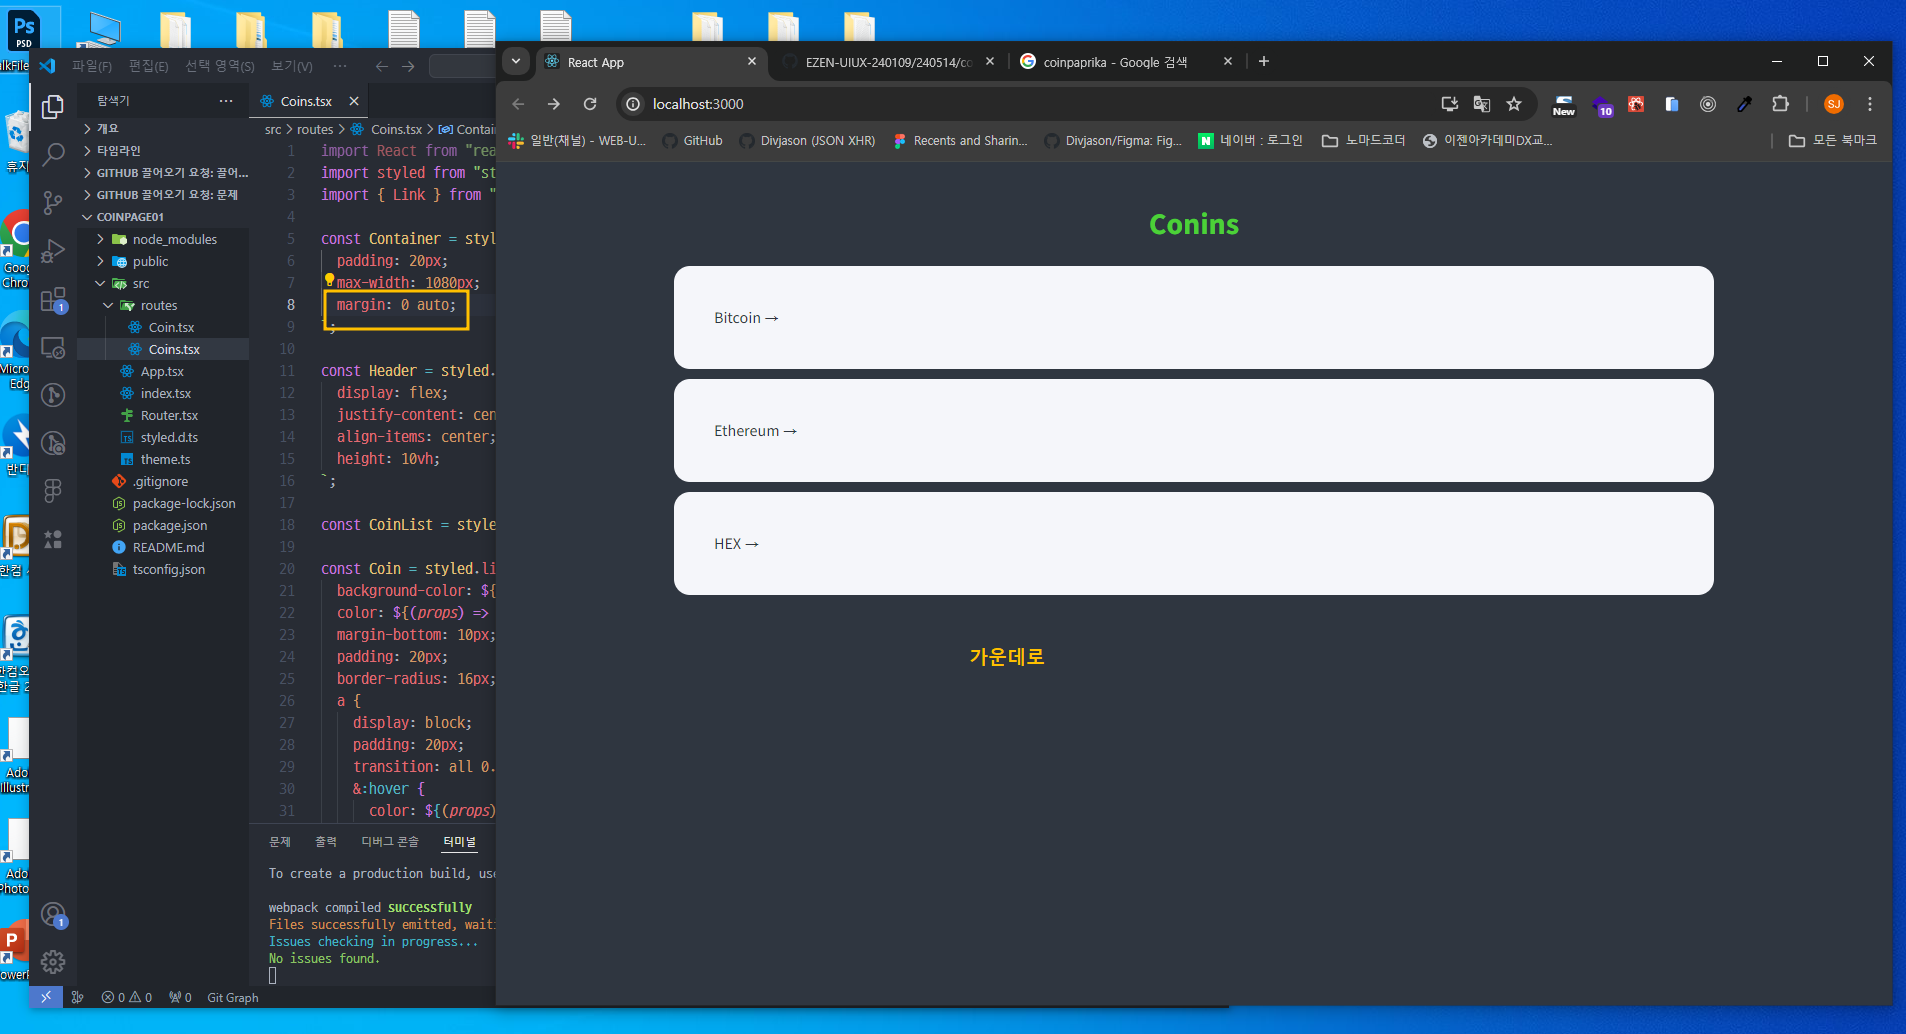 Ps
PSD
alkFile
휴지
Goo
Chro
Micro
Edg
반디
한컴
한컴오
한글 2
Ado
Illustr
Ado
Photo
P
PowerP
파일(F) 편집(E) 선택 영역(S) 보기(V) ···
탐색기 ···
개요
타임라인
GITHUB 끌어오기 요청: 끌어...
GITHUB 끌어오기 요청: 문제
COINPAGE01
node_modules
public
src
routes
Coin.tsx
Coins.tsx
App.tsx
index.tsx
Router.tsx
styled.d.ts
theme.ts
.gitignore
package-lock.json
package.json
README.md
tsconfig.json
1
1
Coins.tsx
src > routes > Coins.tsx > Contai
1 import React from "rea
2 import styled from "st
3 import { Link } from "
4
5 const Container = styl
6 padding: 20px;
7 max-width: 1080px;
8 margin: 0 auto;
9 `;
10
11 const Header = styled.
12 display: flex;
13 justify-content: cen
14 align-items: center;
15 height: 10vh;
16 `;
17
18 const CoinList = style
19
20 const Coin = styled.li
21 background-color: ${
22 color: ${(props) =>
23 margin-bottom: 10px;
24 padding: 20px;
25 border-radius: 16px;
26 a {
27 display: block;
28 padding: 20px;
29 transition: all 0.
30 &:hover {
31 color: ${(props)
문제 출력 디버그 콘솔 터미널
To create a production build, use
webpack compiled successfully
Files successfully emitted, waiti
Issues checking in progress...
No issues found.
0 0 0 Git Graph
React App
EZEN-UIUX-240109/240514/co
coinpaprika - Google 검색
localhost:3000
New
10
SJ
일반(채널) - WEB-U... GitHub Divjason (JSON XHR) Recents and Sharin... Divjason/Figma: Fig... N 네이버 : 로그인 노마드코더 이젠아카데미DX교... 모든 북마크
Conins
Bitcoin →
Ethereum →
HEX →
가운데로